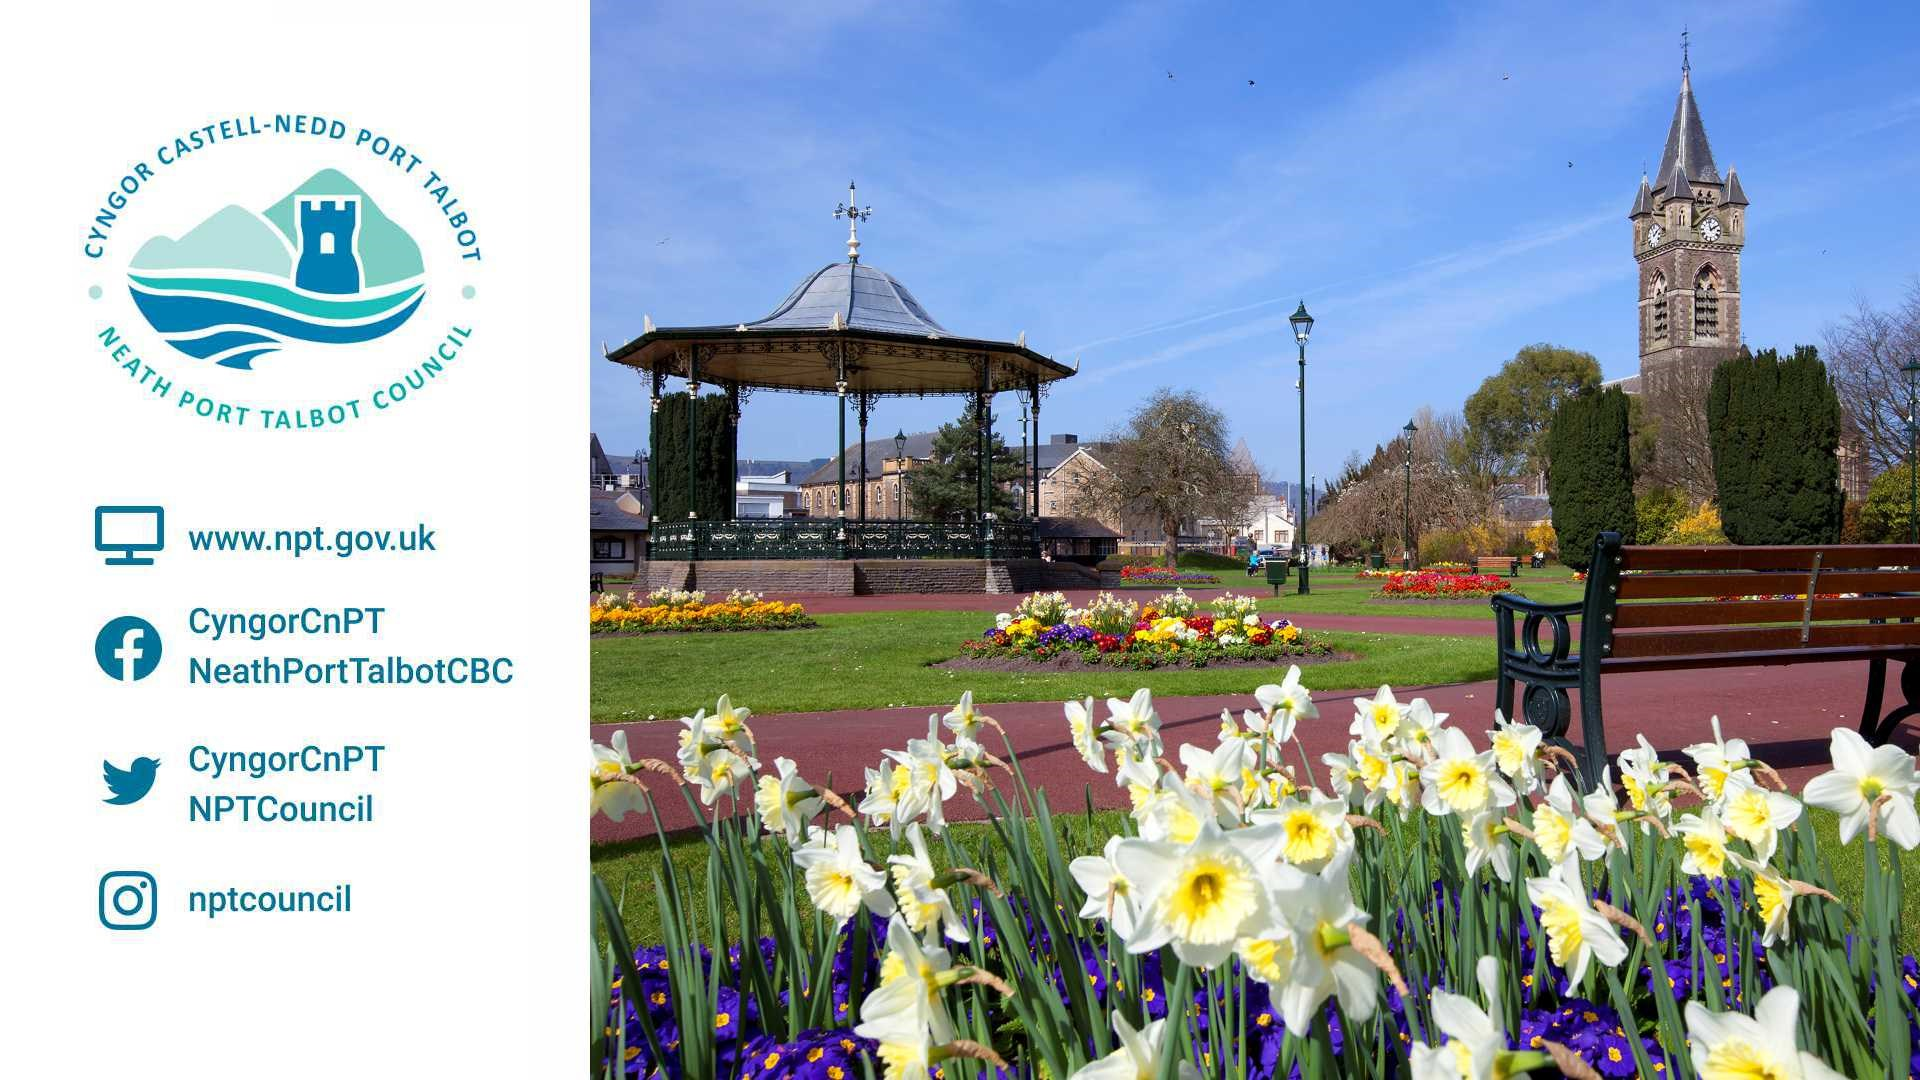 CYNGOR CASTELL-NEDD PORT TALBOT
NEATH PORT TALBOT COUNCIL
www.npt.gov.uk
CyngorCnPT
NeathPortTalbotCBC
CyngorCnPT
NPTCouncil
nptcouncil